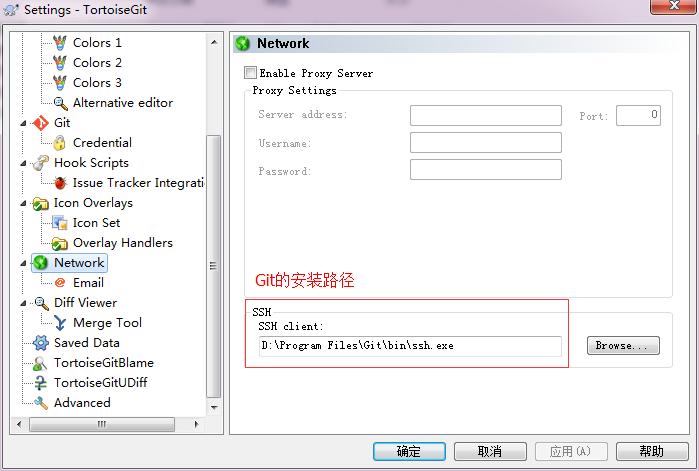 Settings - TortoiseGit
Colors 1
Colors 2
Colors 3
Alternative editor
Git
Credential
Hook Scripts
Issue Tracker Integrati
Icon Overlays
Icon Set
Overlay Handlers
Network
Email
Diff Viewer
Merge Tool
Saved Data
TortoiseGitBlame
TortoiseGitUDiff
Advanced
Network
Enable Proxy Server
Proxy Settings
Server address:
Port: 0
Username:
Password:
Git的安装路径
SSH
SSH client:
D:\Program Files\Git\bin\ssh.exe
Browse...
确定 取消 应用(A) 帮助